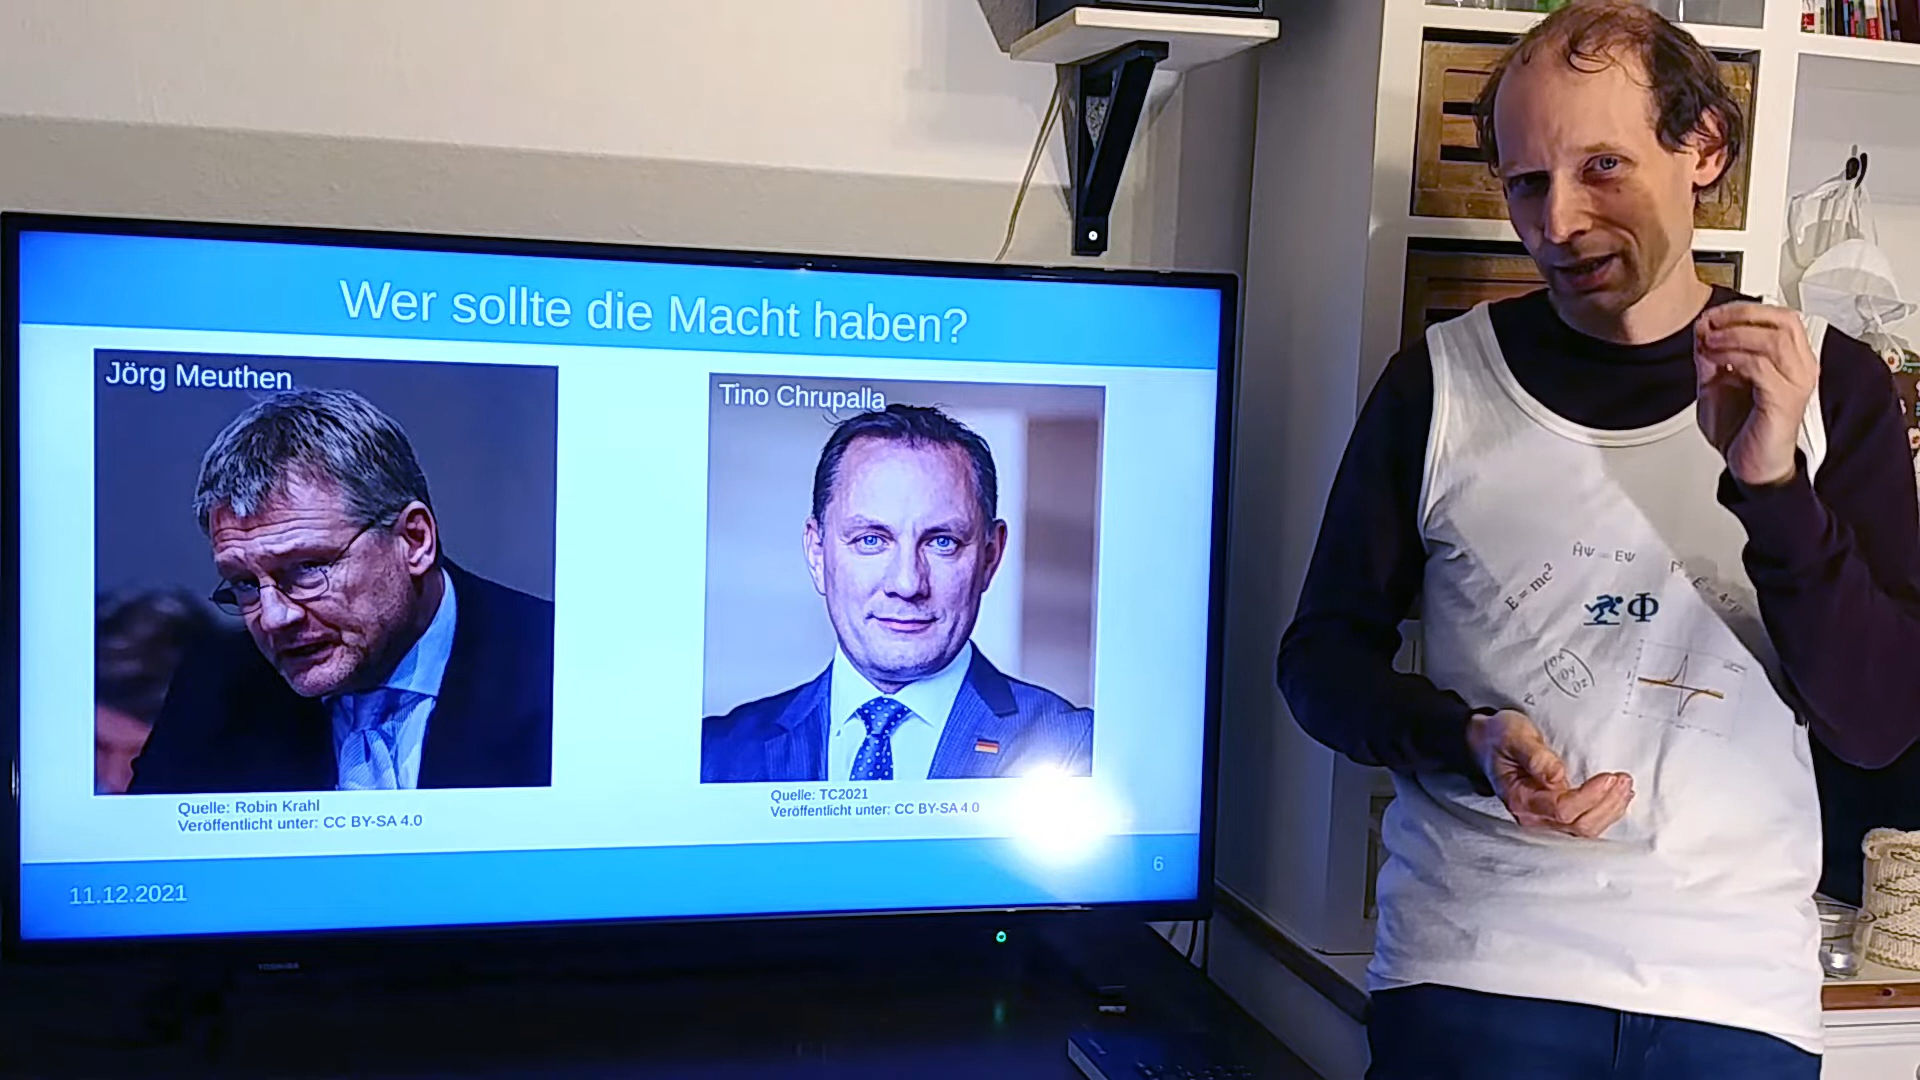 Wer sollte die Macht haben?
Jörg Meuthen
Tino Chrupalla
Quelle: Robin Krahl
Veröffentlicht unter: CC BY-SA 4.0
Quelle: TC2021
Veröffentlicht unter: CC BY-SA 4.0
11.12.2021
6
TOSHIBA
ĤΨ = EΨ
E = mc²
Φ